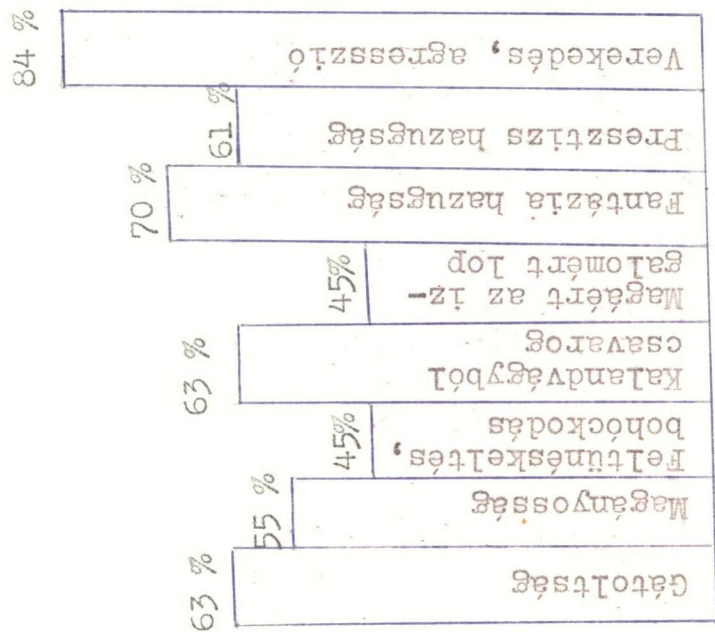 Gátoltság
63 %
Magányosság
55 %
Feltünéskeltés,
bohóckodás
45%
Kalandvágyból
csavarog
63 %
Magáért az iz-
galomért lop
45%
Fantázia hazugság
70 %
Presztizs hazugság
61 %
Verekedés, agresszió
84 %